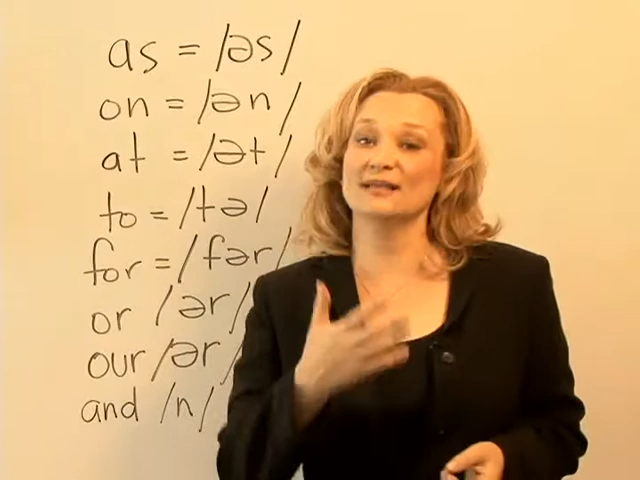 as = /əs/
on = /ən/
at = /ət/
to = /tə/
for = /fər/
or /ər/
our /ər/
and /n/